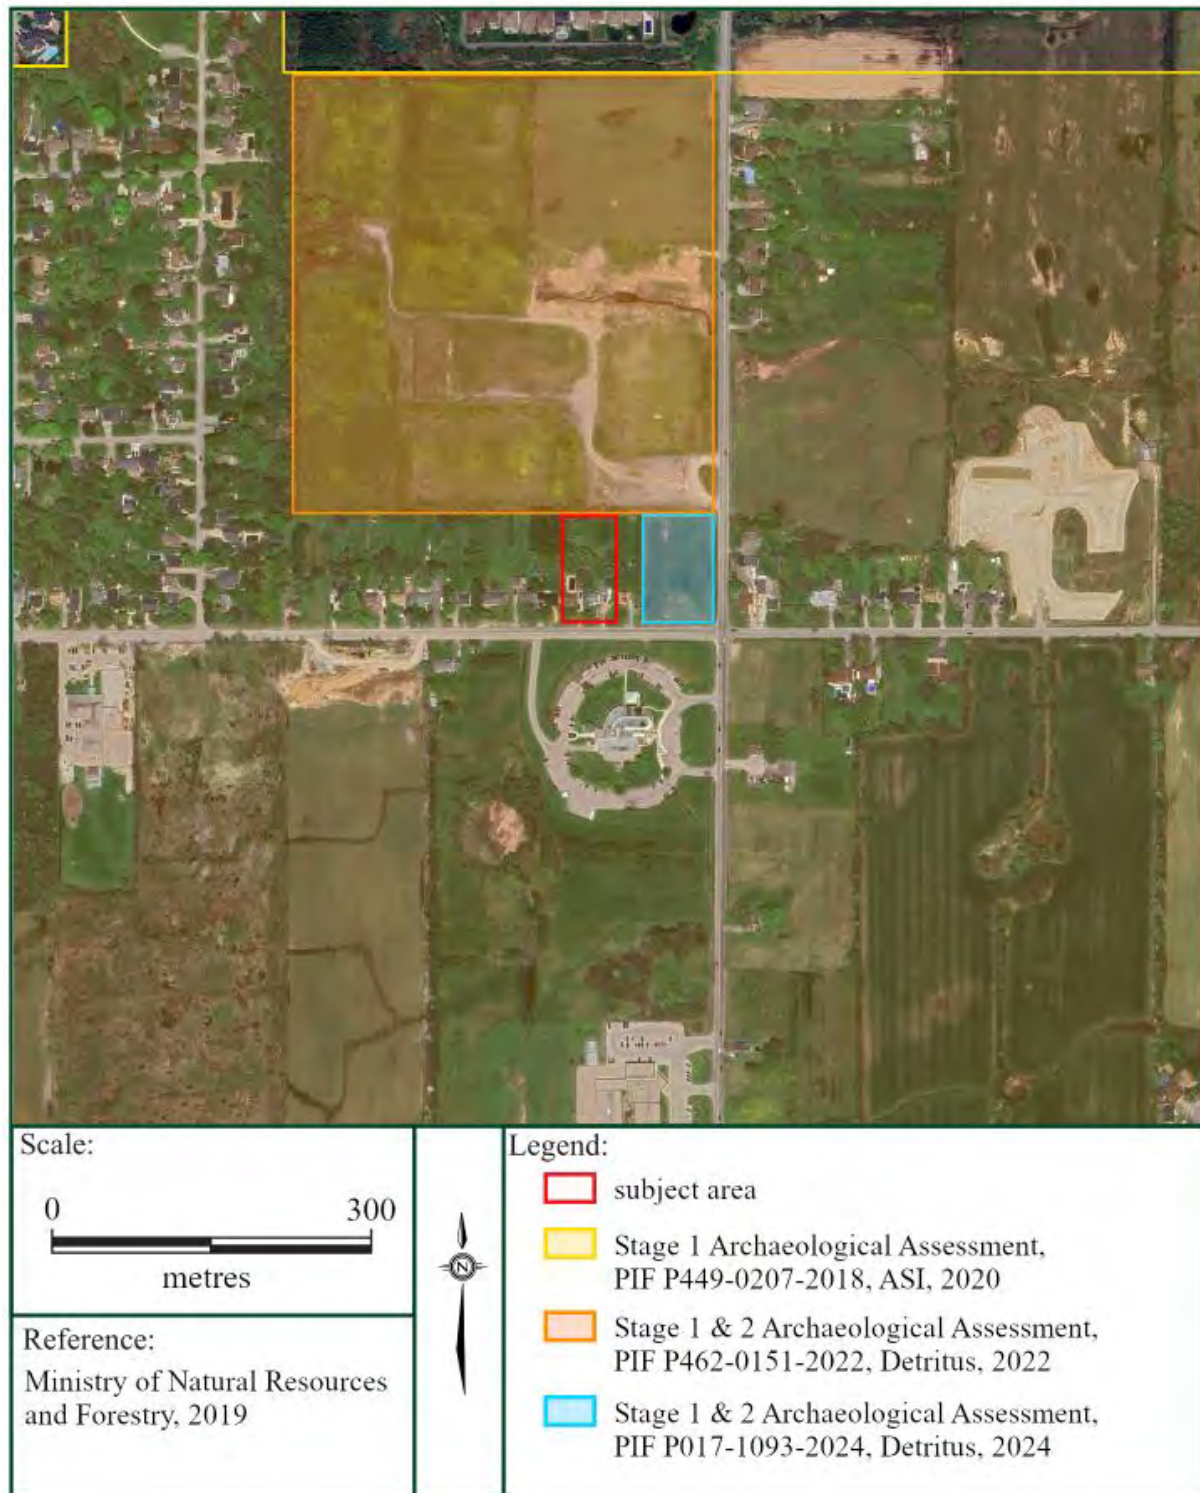 Scale:
0 300
metres
Reference:
Ministry of Natural Resources
and Forestry, 2019
N
Legend:
subject area
Stage 1 Archaeological Assessment,
PIF P449-0207-2018, ASI, 2020
Stage 1 & 2 Archaeological Assessment,
PIF P462-0151-2022, Detritus, 2022
Stage 1 & 2 Archaeological Assessment,
PIF P017-1093-2024, Detritus, 2024